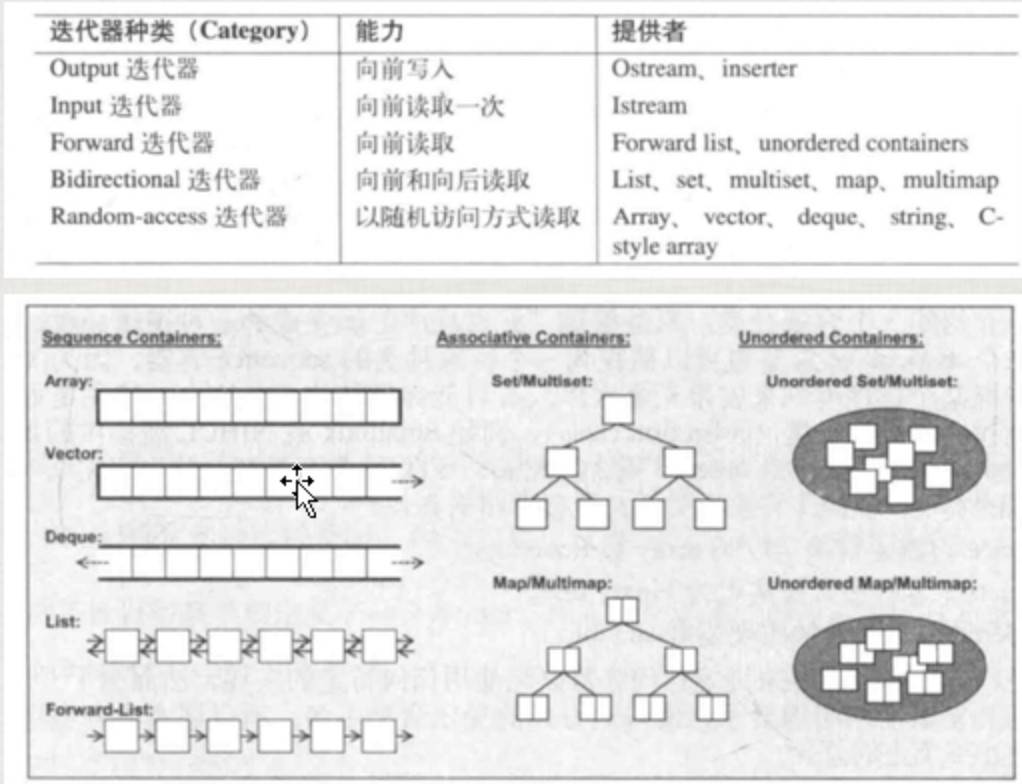 迭代器种类（Category） 能力 提供者
Output 迭代器 向前写入 Ostream、inserter
Input 迭代器 向前读取一次 Istream
Forward 迭代器 向前读取 Forward list、unordered containers
Bidirectional 迭代器 向前和向后读取 List、set、multiset、map、multimap
Random-access 迭代器 以随机访问方式读取 Array、vector、deque、string、C-
style array
Sequence Containers: Associative Containers: Unordered Containers:
Array: Set/Multiset: Unordered Set/Multiset:
Vector:
Deque:
Map/Multimap: Unordered Map/Multimap:
List:
Forward-List: